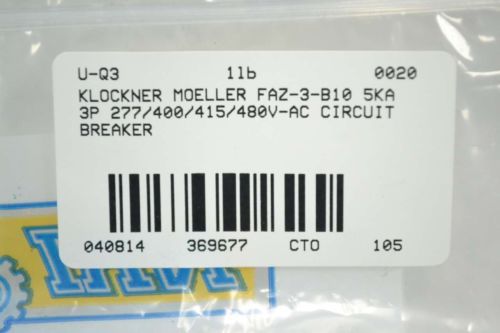 U-Q3 1lb 0020
KLOCKNER MOELLER FAZ-3-B10 5KA
3P 277/400/415/480V-AC CIRCUIT
BREAKER
040814 369677 CTO 105